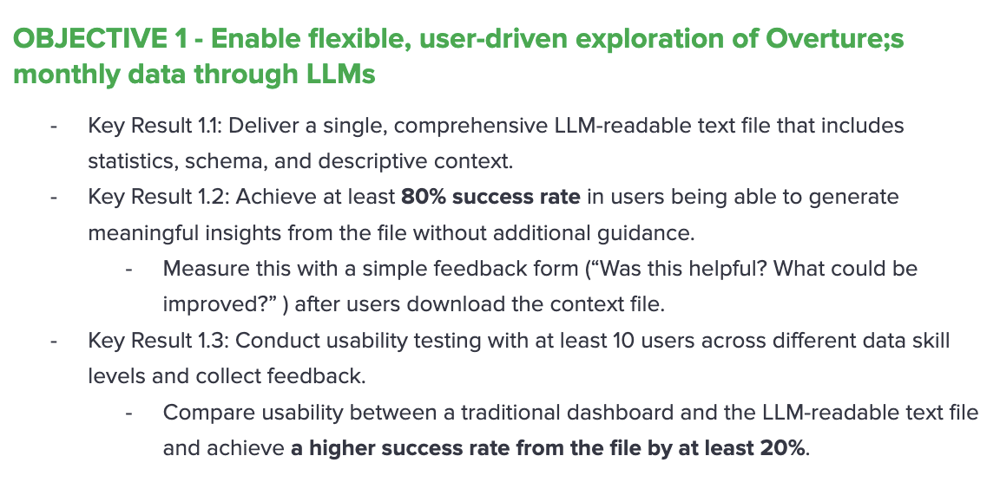 OBJECTIVE 1 - Enable flexible, user-driven exploration of Overture;s
monthly data through LLMs
- Key Result 1.1: Deliver a single, comprehensive LLM-readable text file that includes
statistics, schema, and descriptive context.
- Key Result 1.2: Achieve at least 80% success rate in users being able to generate
meaningful insights from the file without additional guidance.
- Measure this with a simple feedback form (“Was this helpful? What could be
improved?” ) after users download the context file.
- Key Result 1.3: Conduct usability testing with at least 10 users across different data skill
levels and collect feedback.
- Compare usability between a traditional dashboard and the LLM-readable text file
and achieve a higher success rate from the file by at least 20%.